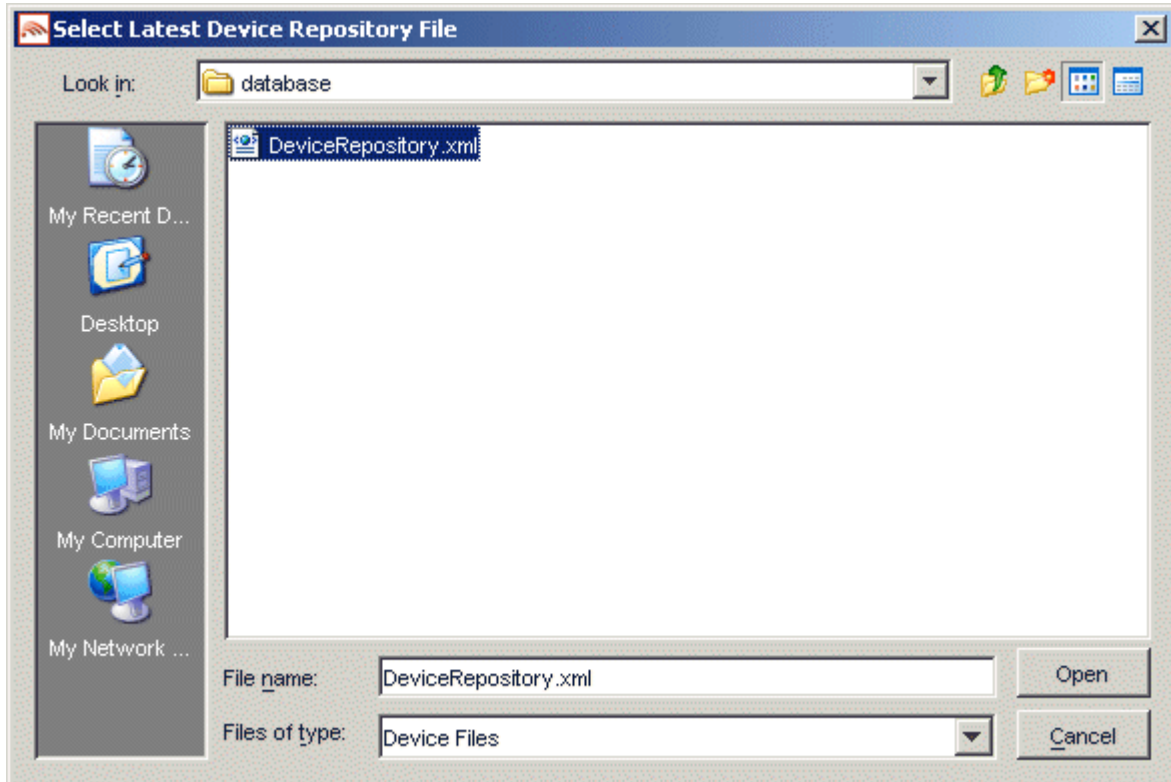 Select Latest Device Repository File
Look in: database
DeviceRepository.xml
My Recent D...
Desktop
My Documents
My Computer
My Network ...
File name: DeviceRepository.xml Open
Files of type: Device Files Cancel